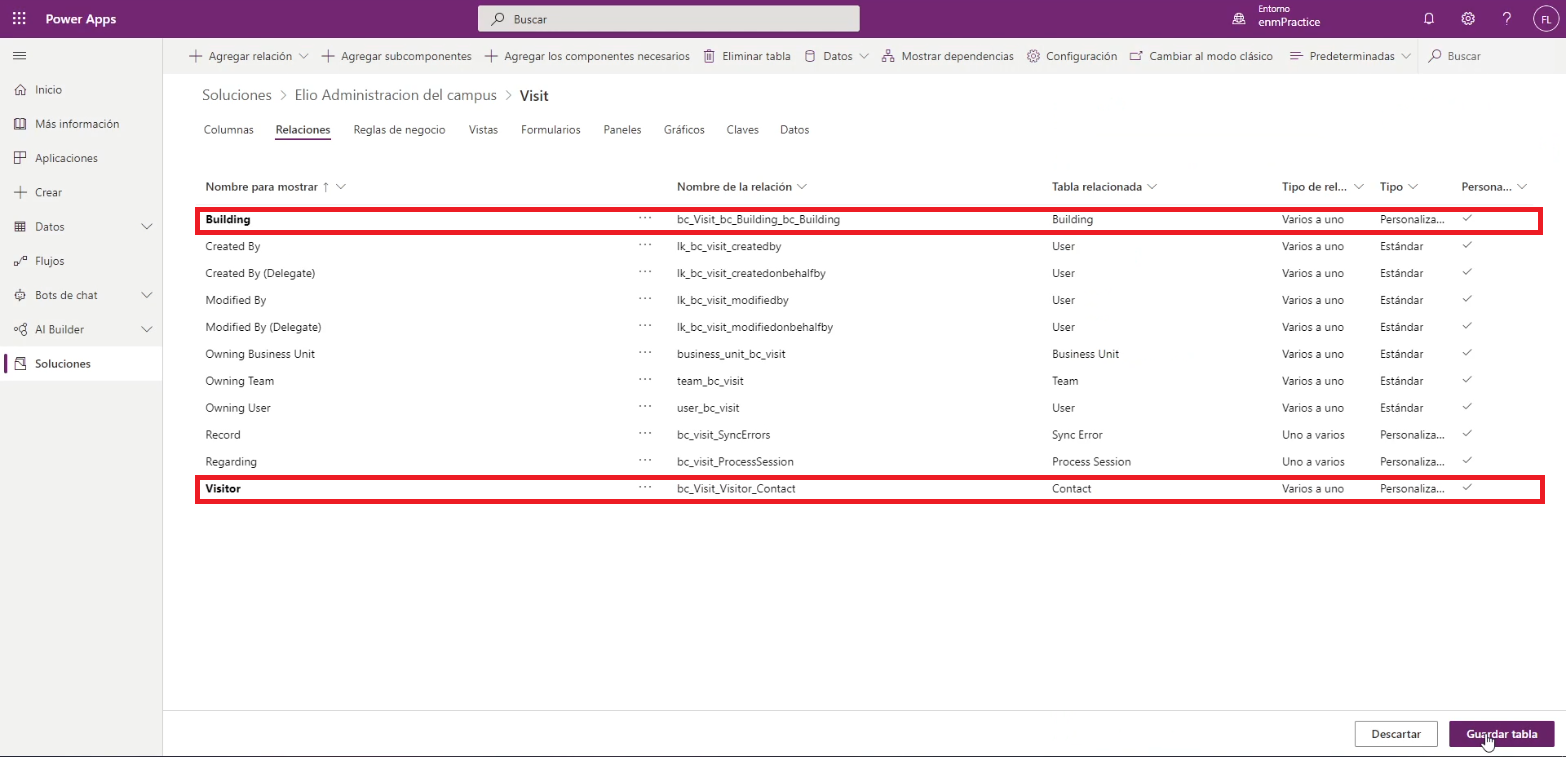 Power Apps
Buscar
Entorno
enmPractice
FL
Agregar relación
Agregar subcomponentes
Agregar los componentes necesarios
Eliminar tabla
Datos
Mostrar dependencias
Configuración
Cambiar al modo clásico
Predeterminadas
Buscar
Inicio
Más información
Aplicaciones
Crear
Datos
Flujos
Bots de chat
AI Builder
Soluciones
Soluciones > Elio Administracion del campus > Visit
Columnas Relaciones Reglas de negocio Vistas Formularios Paneles Gráficos Claves Datos
Nombre para mostrar ↑ Nombre de la relación Tabla relacionada Tipo de rel... Tipo Persona...
Building ... bc_Visit_bc_Building_bc_Building Building Varios a uno Personaliza... ✓
Created By ... lk_bc_visit_createdby User Varios a uno Estándar ✓
Created By (Delegate) ... lk_bc_visit_createdonbehalfby User Varios a uno Estándar ✓
Modified By ... lk_bc_visit_modifiedby User Varios a uno Estándar ✓
Modified By (Delegate) ... lk_bc_visit_modifiedonbehalfby User Varios a uno Estándar ✓
Owning Business Unit ... business_unit_bc_visit Business Unit Varios a uno Estándar ✓
Owning Team ... team_bc_visit Team Varios a uno Estándar ✓
Owning User ... user_bc_visit User Varios a uno Estándar ✓
Record ... bc_visit_SyncErrors Sync Error Uno a varios Personaliza... ✓
Regarding ... bc_visit_ProcessSession Process Session Uno a varios Personaliza... ✓
Visitor ... bc_Visit_Visitor_Contact Contact Varios a uno Personaliza... ✓
Descartar
Guardar tabla